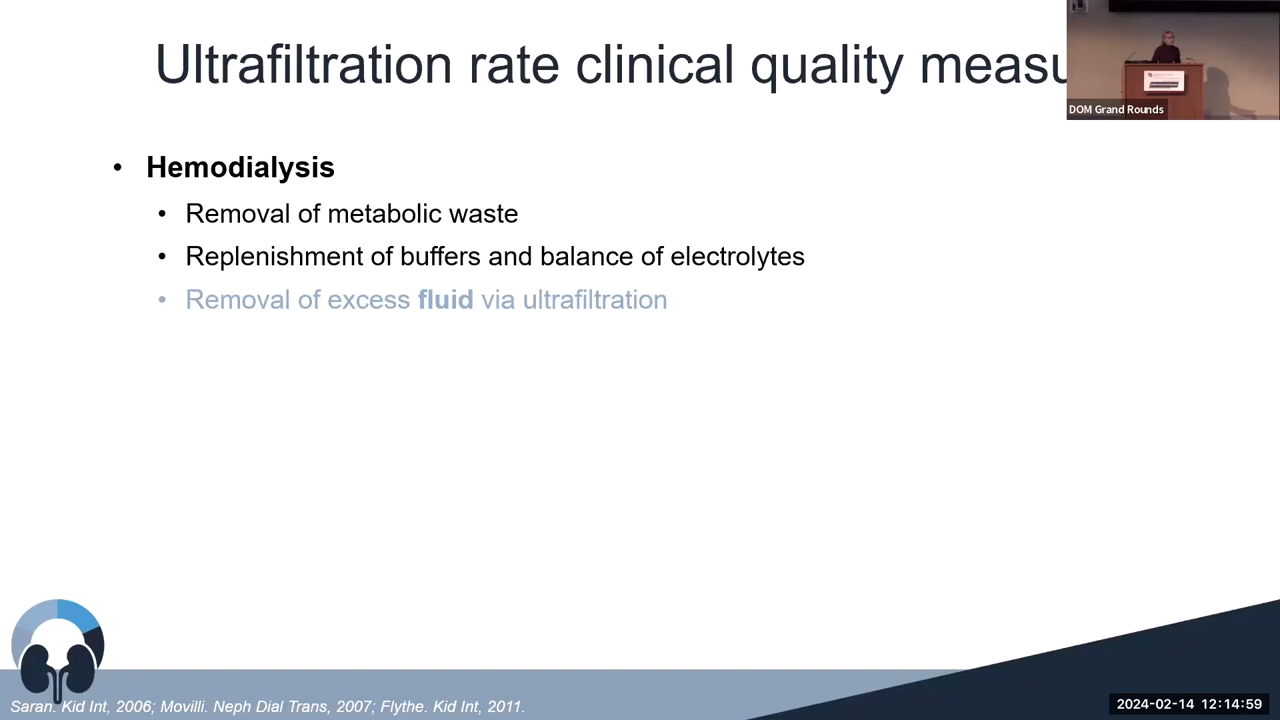 Ultrafiltration rate clinical quality measu
DOM Grand Rounds
• Hemodialysis
• Removal of metabolic waste
• Replenishment of buffers and balance of electrolytes
• Removal of excess fluid via ultrafiltration
Saran. Kid Int, 2006; Movilli. Neph Dial Trans, 2007; Flythe. Kid Int, 2011.
2024-02-14 12:14:59